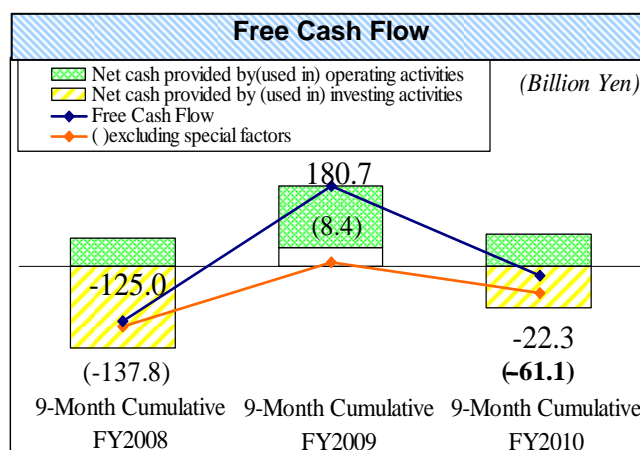 Free Cash Flow
Net cash provided by(used in) operating activities
Net cash provided by (used in) investing activities
Free Cash Flow
( )excluding special factors
(Billion Yen)
180.7
(8.4)
-125.0
(-137.8)
-22.3
(-61.1)
9-Month Cumulative 9-Month Cumulative 9-Month Cumulative
FY2008 FY2009 FY2010